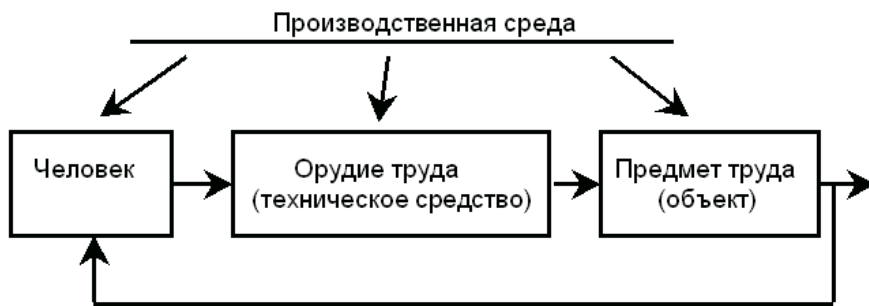 Производственная среда
Человек
Орудие труда
(техническое средство)
Предмет труда
(объект)